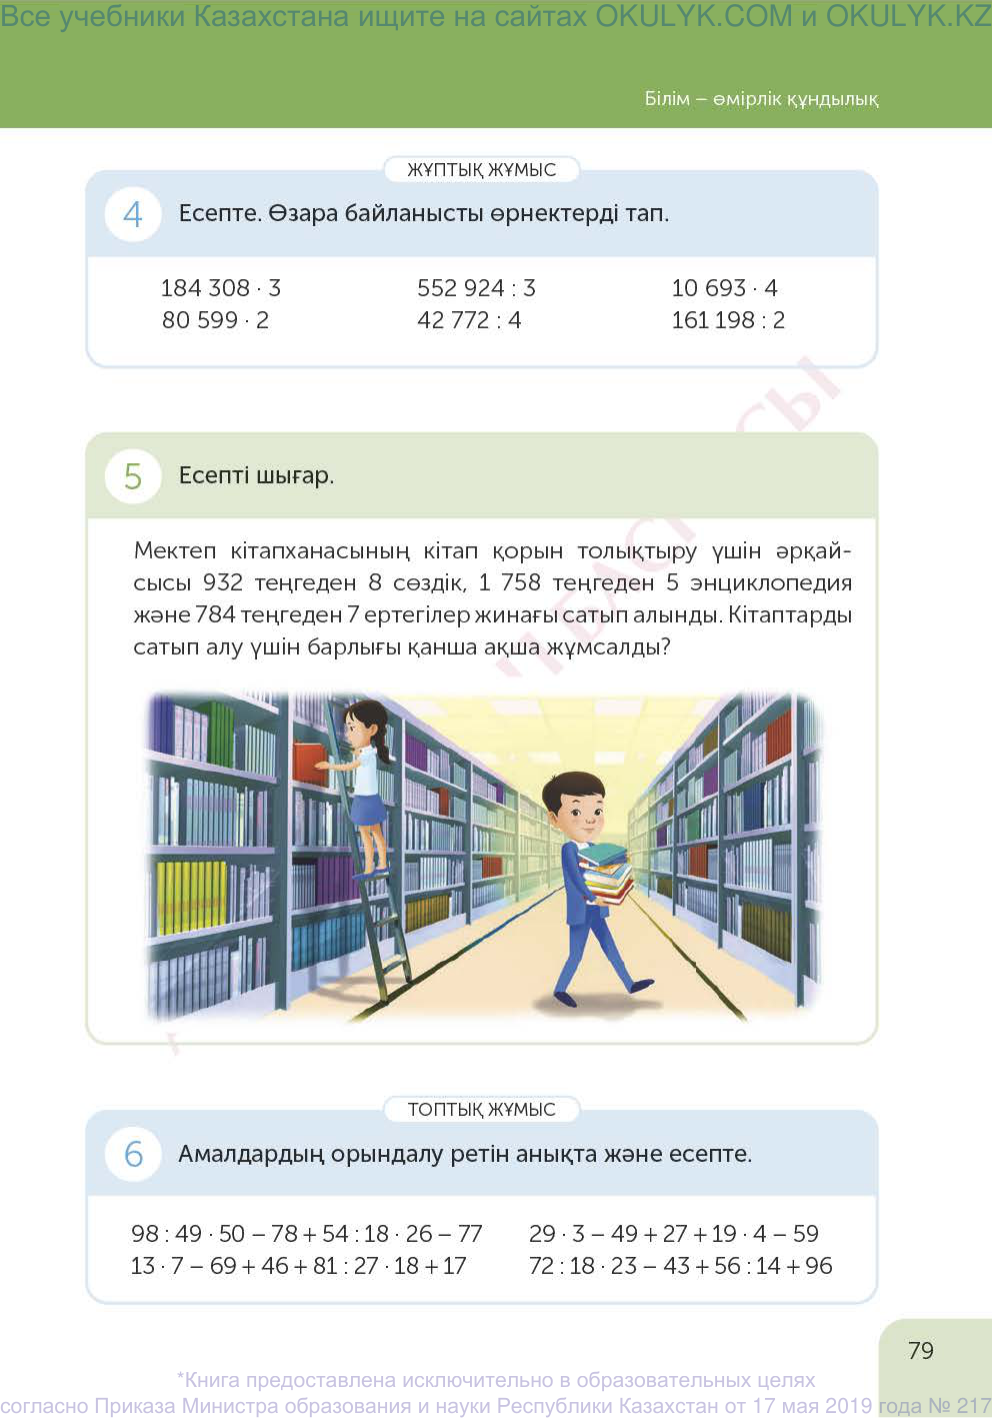 Все учебники Казахстана ищите на сайтах OKULYK.COM и OKULYK.KZ
Білім – өмірлік құндылық
ЖҰПТЫҚ ЖҰМЫС
4 Есепте. Өзара байланысты өрнектерді тап.
184 308 · 3 552 924 : 3 10 693 · 4
80 599 · 2 42 772 : 4 161 198 : 2
5 Есепті шығар.
Мектеп кітапханасының кітап қорын толықтыру үшін әрқай-
сысы 932 теңгеден 8 сөздік, 1 758 теңгеден 5 энциклопедия
және 784 теңгеден 7 ертегілер жинағы сатып алынды. Кітаптарды
сатып алу үшін барлығы қанша ақша жұмсалды?
ТОПТЫҚ ЖҰМЫС
6 Амалдардың орындалу ретін анықта және есепте.
98 : 49 · 50 – 78 + 54 : 18 · 26 – 77 29 · 3 – 49 + 27 + 19 · 4 – 59
13 · 7 – 69 + 46 + 81 : 27 · 18 + 17 72 : 18 · 23 – 43 + 56 : 14 + 96
79
*Книга предоставлена исключительно в образовательных целях
согласно Приказа Министра образования и науки Республики Казахстан от 17 мая 2019 года № 217